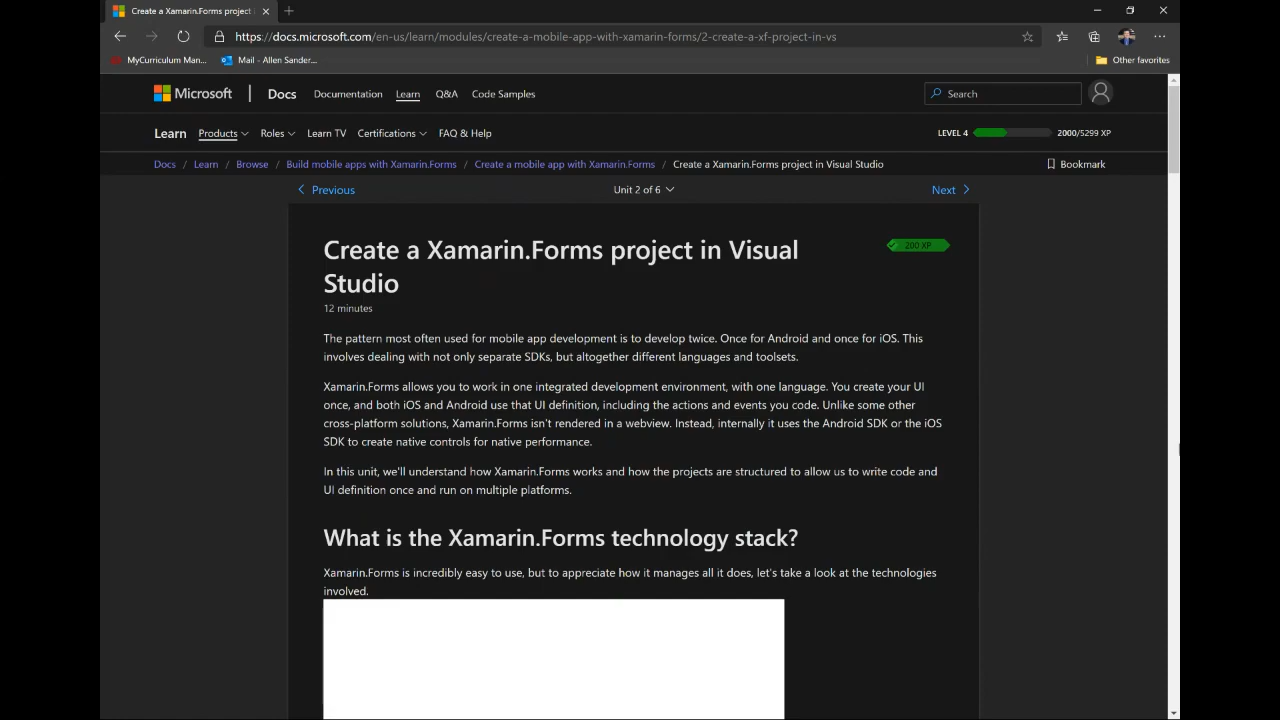 Create a Xamarin.Forms project
https://docs.microsoft.com/en-us/learn/modules/create-a-mobile-app-with-xamarin-forms/2-create-a-xf-project-in-vs
MyCurriculum Man... Mail - Allen Sander... Other favorites
Microsoft Docs Documentation Learn Q&A Code Samples Search
Learn Products Roles Learn TV Certifications FAQ & Help LEVEL 4 2000/5299 XP
Docs / Learn / Browse / Build mobile apps with Xamarin.Forms / Create a mobile app with Xamarin.Forms / Create a Xamarin.Forms project in Visual Studio Bookmark
Previous Unit 2 of 6 Next
Create a Xamarin.Forms project in Visual
Studio
200 XP
12 minutes
The pattern most often used for mobile app development is to develop twice. Once for Android and once for iOS. This
involves dealing with not only separate SDKs, but altogether different languages and toolsets.
Xamarin.Forms allows you to work in one integrated development environment, with one language. You create your UI
once, and both iOS and Android use that UI definition, including the actions and events you code. Unlike some other
cross-platform solutions, Xamarin.Forms isn't rendered in a webview. Instead, internally it uses the Android SDK or the iOS
SDK to create native controls for native performance.
In this unit, we'll understand how Xamarin.Forms works and how the projects are structured to allow us to write code and
UI definition once and run on multiple platforms.
What is the Xamarin.Forms technology stack?
Xamarin.Forms is incredibly easy to use, but to appreciate how it manages all it does, let's take a look at the technologies
involved.